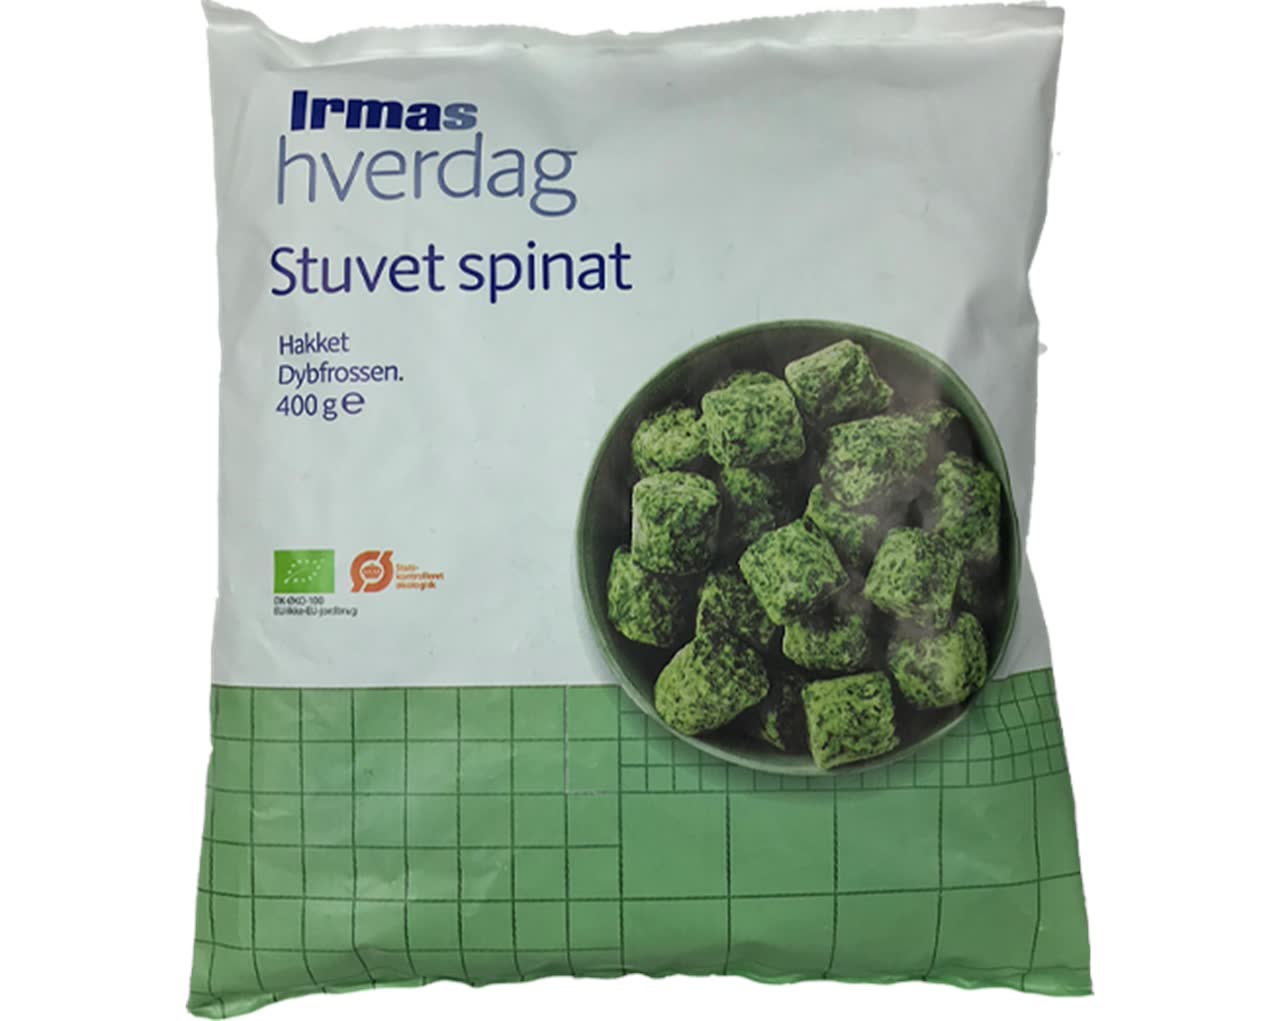 Irmas
hverdag
Stuvet spinat
Hakket
Dybfrossen.
400 g e
Stats-
kontrolleret
økologisk
DK-ØKO-100
EU/ikke-EU-jordbrug